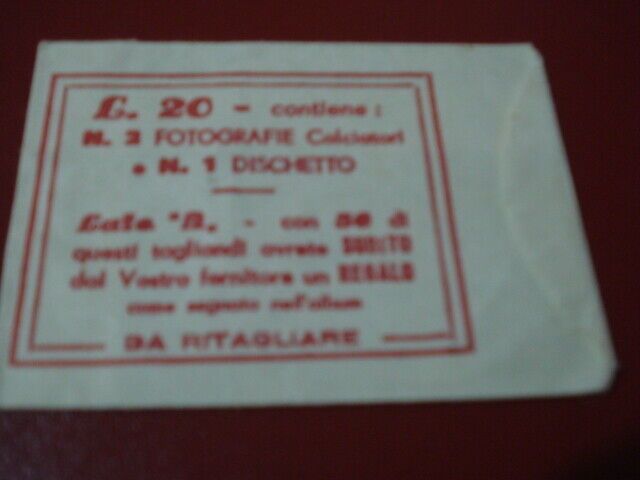 L. 20 - contiene:
N. 2 FOTOGRAFIE Calciatori
e N. 1 DISCHETTO
Lato "B. - con 56 di
questi tagliandi avrete SUBITO
dal Vostro fornitore un REGALO
come segnato nell'album
DA RITAGLIARE